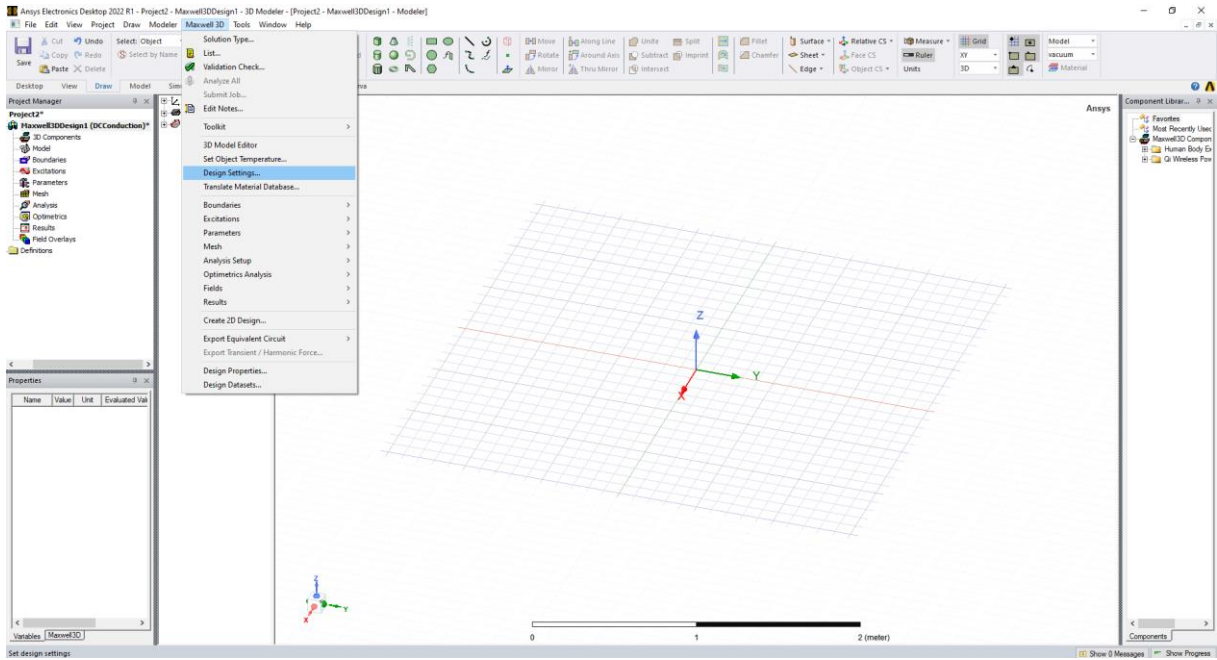 Ansys Electronics Desktop 2022 R1 - Project2 - Maxwell3DDesign1 - 3D Modeler - [Project2 - Maxwell3DDesign1 - Modeler]
File Edit View Project Draw Modeler Maxwell 3D Tools Window Help
Save
Cut Undo Select: Object
Copy Redo Select by Name
Paste Delete
Move Along Line Unite Split Fillet Surface Relative CS Measure Grid Model
Rotate Around Axis Subtract Imprint Chamfer Sheet Face CS Ruler XY vacuum
Mirror Thru Mirror Intersect Edge Object CS Units 3D Material
Desktop View Draw Model
Solution Type...
List...
Validation Check...
Analyze All
Submit Job...
Edit Notes...
Toolkit
3D Model Editor
Set Object Temperature...
Design Settings...
Translate Material Database...
Boundaries
Excitations
Parameters
Mesh
Analysis Setup
Optimetrics Analysis
Fields
Results
Create 2D Design...
Export Equivalent Circuit
Export Transient / Harmonic Force...
Design Properties...
Design Datasets...
Project Manager
Project2*
Maxwell3DDesign1 (DCConduction)*
3D Components
Model
Boundaries
Excitations
Parameters
Mesh
Analysis
Optimetrics
Results
Field Overlays
Definitions
Properties
Name Value Unit Evaluated Val
Variables Maxwell3D
Set design settings
Ansys
Z
Y
X
Z
Y
X
0 1 2 (meter)
Component Librar...
Favorites
Most Recently Usec
Maxwell3D Compon
Human Body Ex
Qi Wireless Pow
Components
Show 0 Messages Show Progress